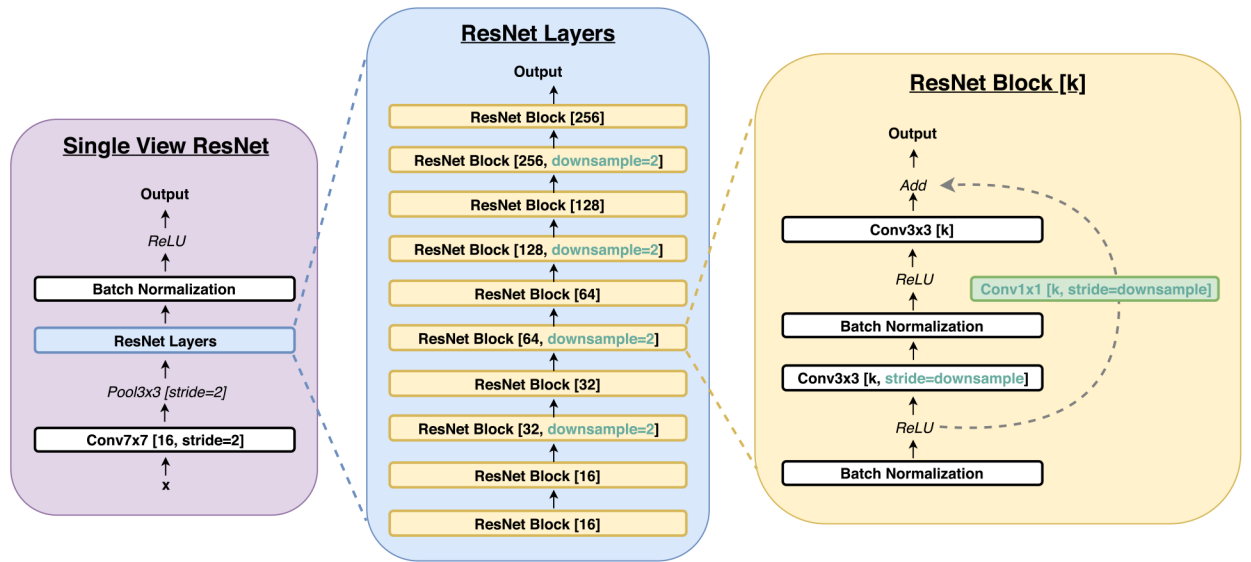 Single View ResNet
Output
ReLU
Batch Normalization
ResNet Layers
Pool3x3 [stride=2]
Conv7x7 [16, stride=2]
x
ResNet Layers
Output
ResNet Block [256]
ResNet Block [256, downsample=2]
ResNet Block [128]
ResNet Block [128, downsample=2]
ResNet Block [64]
ResNet Block [64, downsample=2]
ResNet Block [32]
ResNet Block [32, downsample=2]
ResNet Block [16]
ResNet Block [16]
ResNet Block [k]
Output
Add
Conv3x3 [k]
ReLU
Conv1x1 [k, stride=downsample]
Batch Normalization
Conv3x3 [k, stride=downsample]
ReLU
Batch Normalization